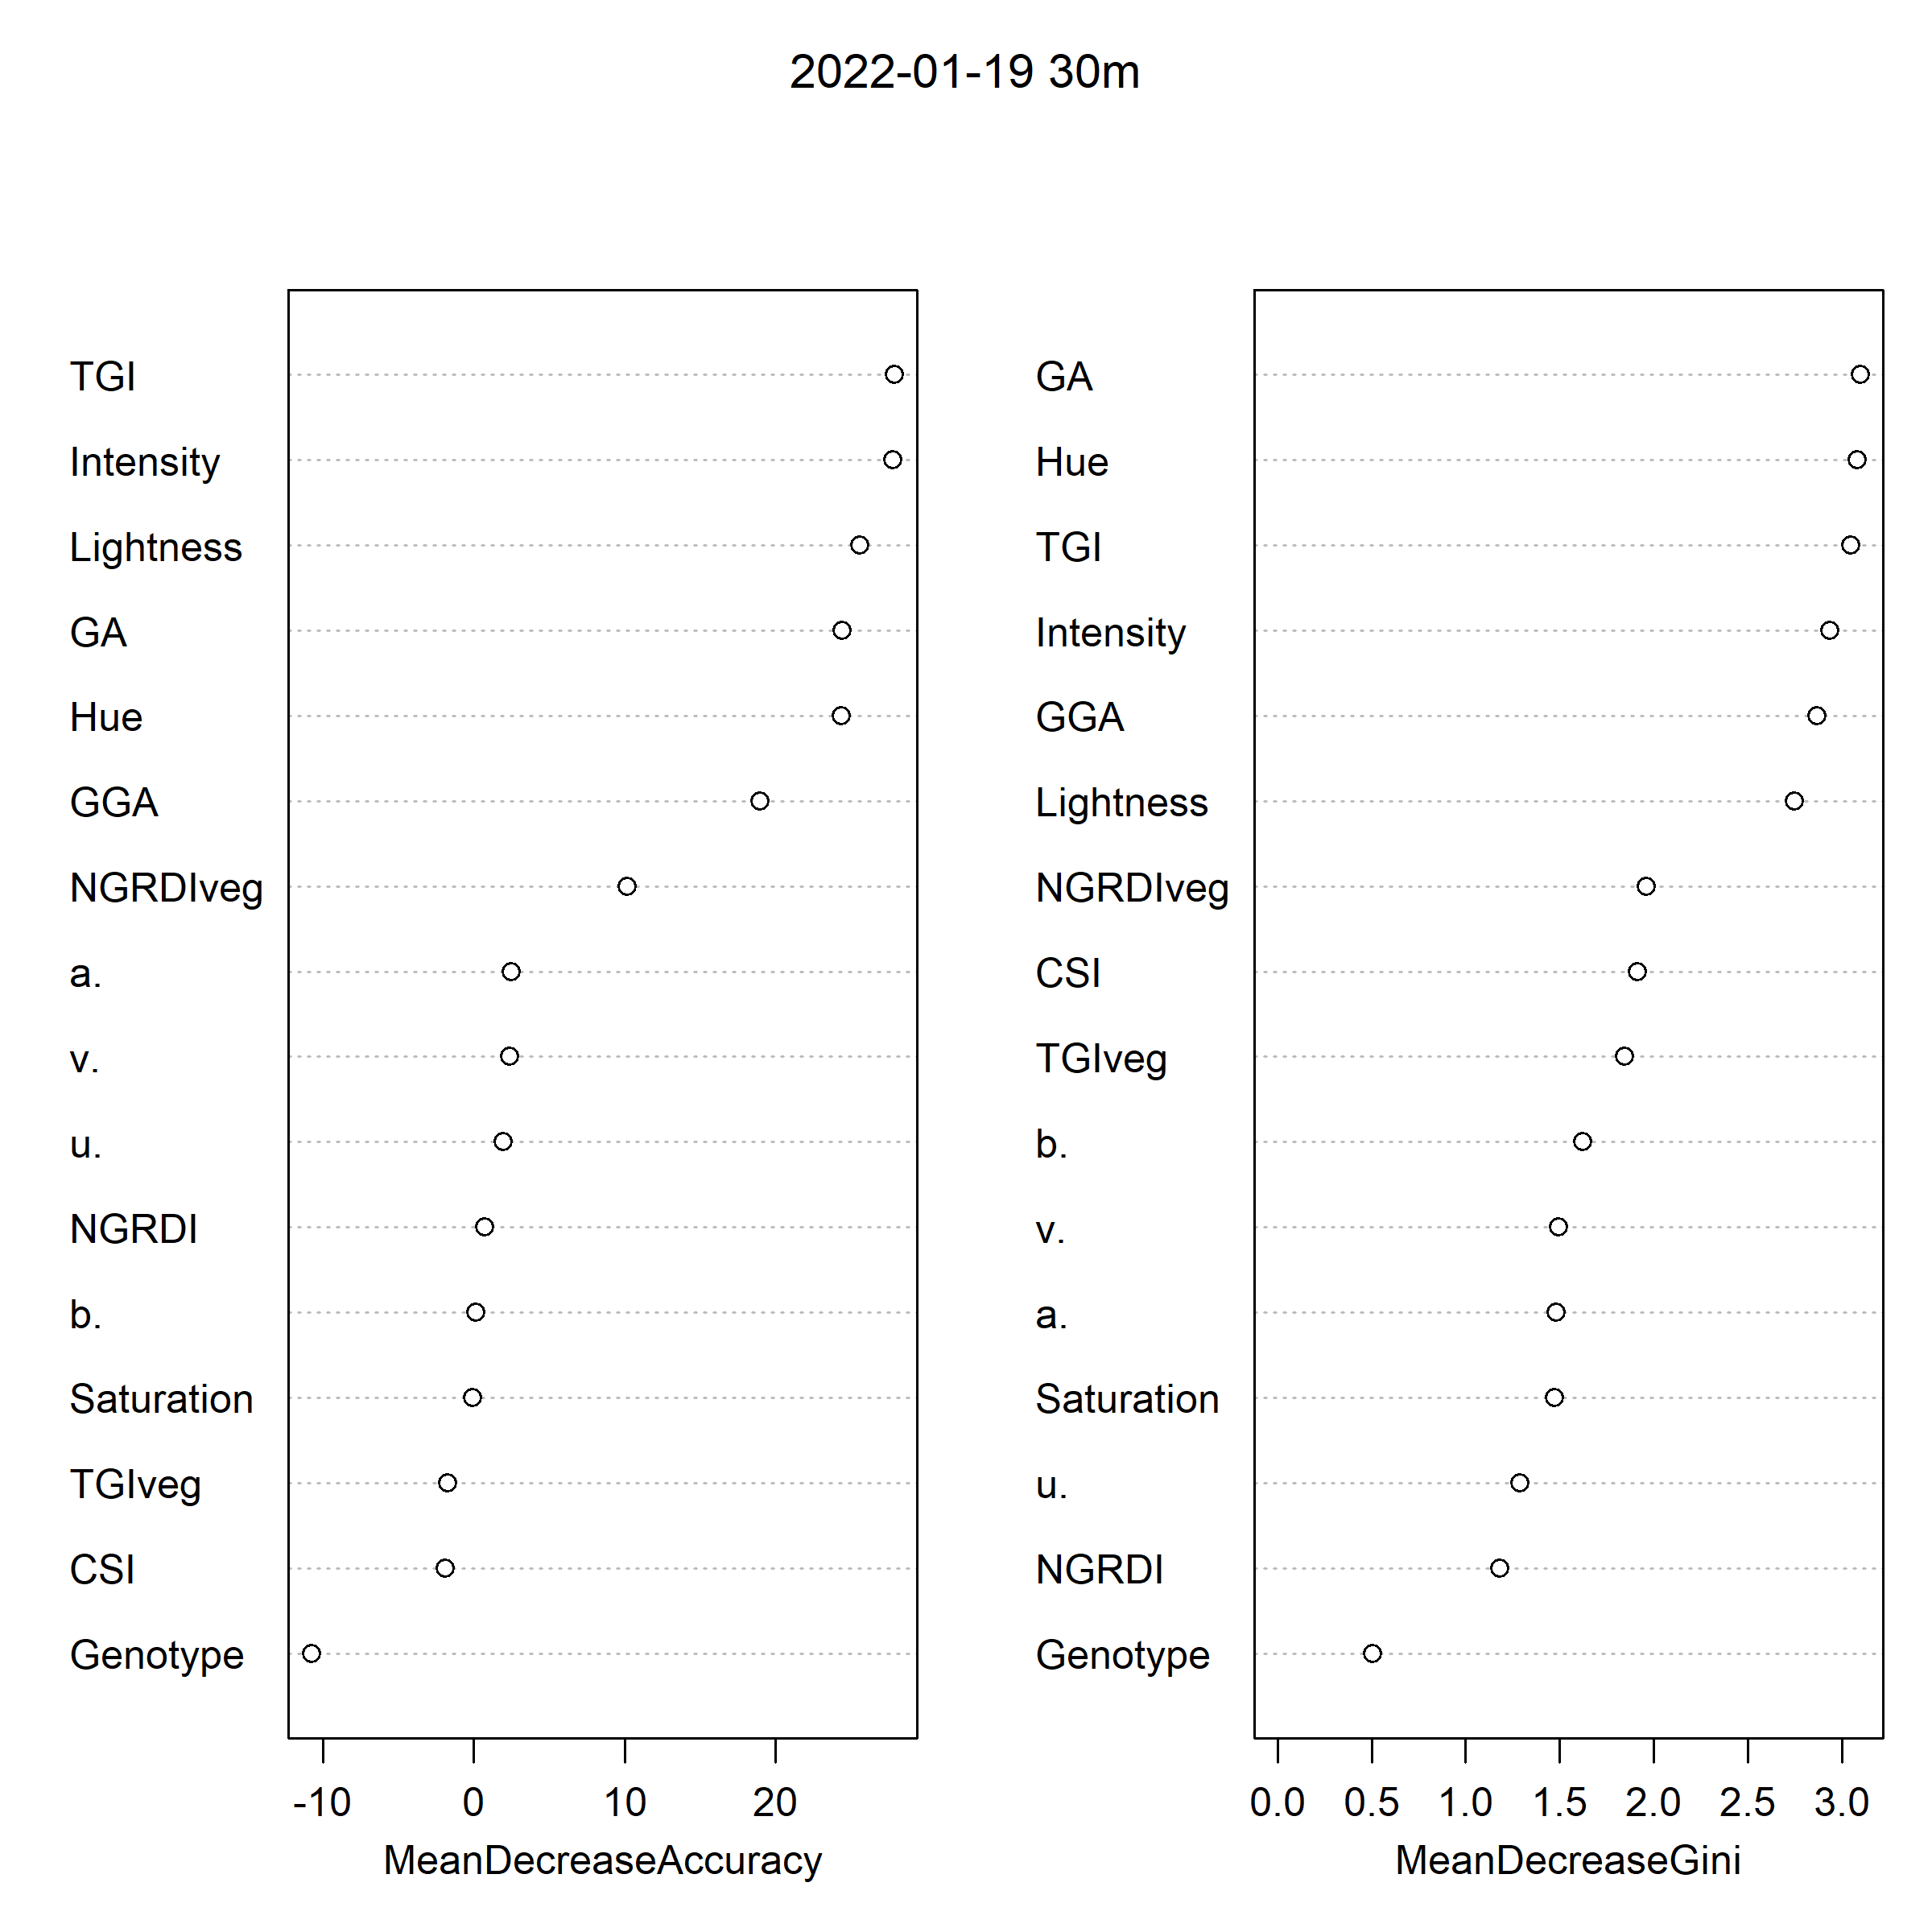 2022-01-19 30m
TGI
Intensity
Lightness
GA
Hue
GGA
NGRDIveg
a.
v.
u.
NGRDI
b.
Saturation
TGIveg
CSI
Genotype
-10 0 10 20
MeanDecreaseAccuracy
GA
Hue
TGI
Intensity
GGA
Lightness
NGRDIveg
CSI
TGIveg
b.
v.
a.
Saturation
u.
NGRDI
Genotype
0.0 0.5 1.0 1.5 2.0 2.5 3.0
MeanDecreaseGini